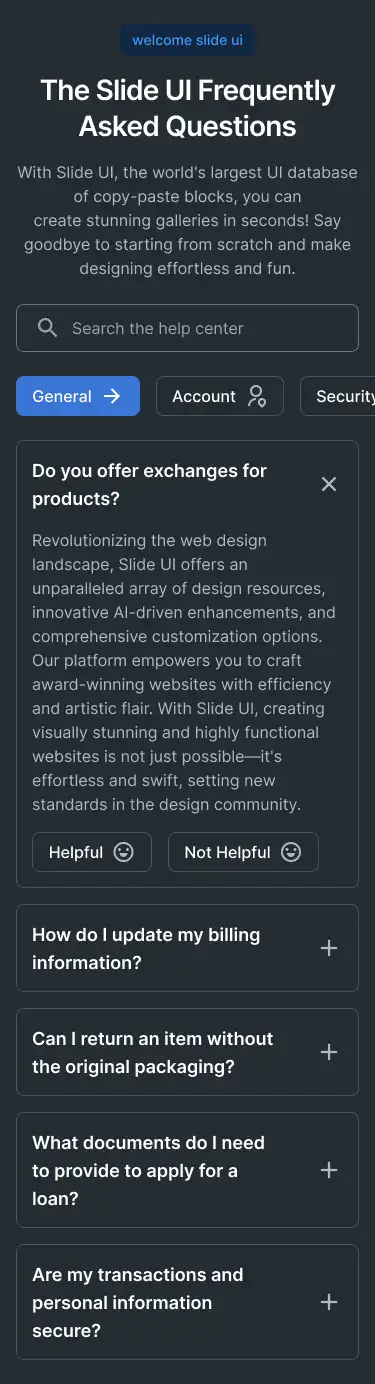 welcome slide ui
The Slide UI Frequently
Asked Questions
With Slide UI, the world's largest UI database
of copy-paste blocks, you can
create stunning galleries in seconds! Say
goodbye to starting from scratch and make
designing effortless and fun.
Search the help center
General
Account
Security
Do you offer exchanges for
products?
Revolutionizing the web design
landscape, Slide UI offers an
unparalleled array of design resources,
innovative AI-driven enhancements, and
comprehensive customization options.
Our platform empowers you to craft
award-winning websites with efficiency
and artistic flair. With Slide UI, creating
visually stunning and highly functional
websites is not just possible—it's
effortless and swift, setting new
standards in the design community.
Helpful
Not Helpful
How do I update my billing
information?
Can I return an item without
the original packaging?
What documents do I need
to provide to apply for a
loan?
Are my transactions and
personal information
secure?